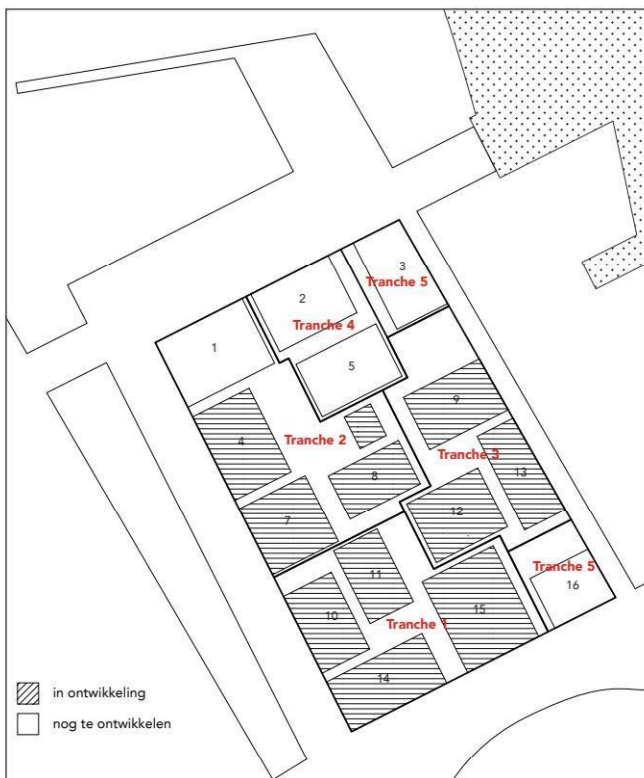 3
Tranche 5
2
Tranche 4
1
5
9
4
Tranche 2
Tranche 3
8
13
7
12
11
Tranche 5
16
10
15
Tranche 1
14
in ontwikkeling
nog te ontwikkelen